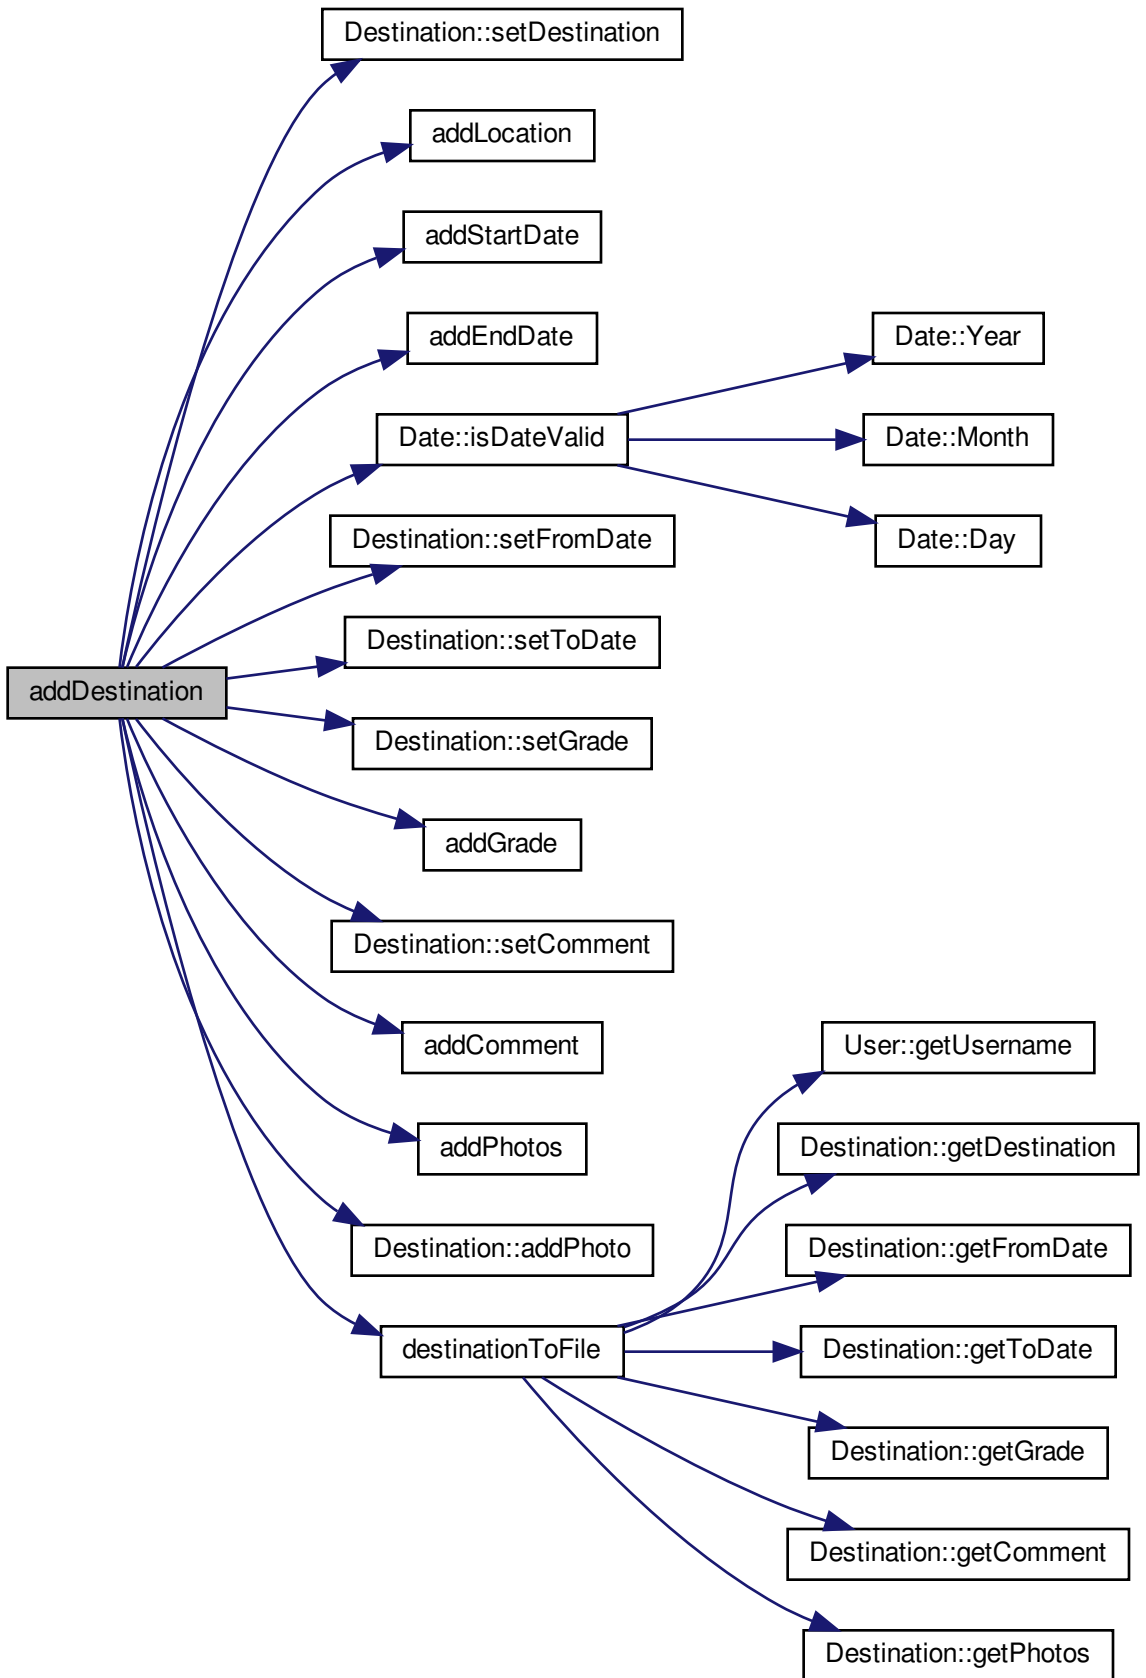 Destination::setDestination
addLocation
addStartDate
addEndDate
Date::Year
Date::isDateValid
Date::Month
Destination::setFromDate
Date::Day
Destination::setToDate
addDestination
Destination::setGrade
addGrade
Destination::setComment
addComment
User::getUsername
addPhotos
Destination::getDestination
Destination::addPhoto
Destination::getFromDate
destinationToFile
Destination::getToDate
Destination::getGrade
Destination::getComment
Destination::getPhotos